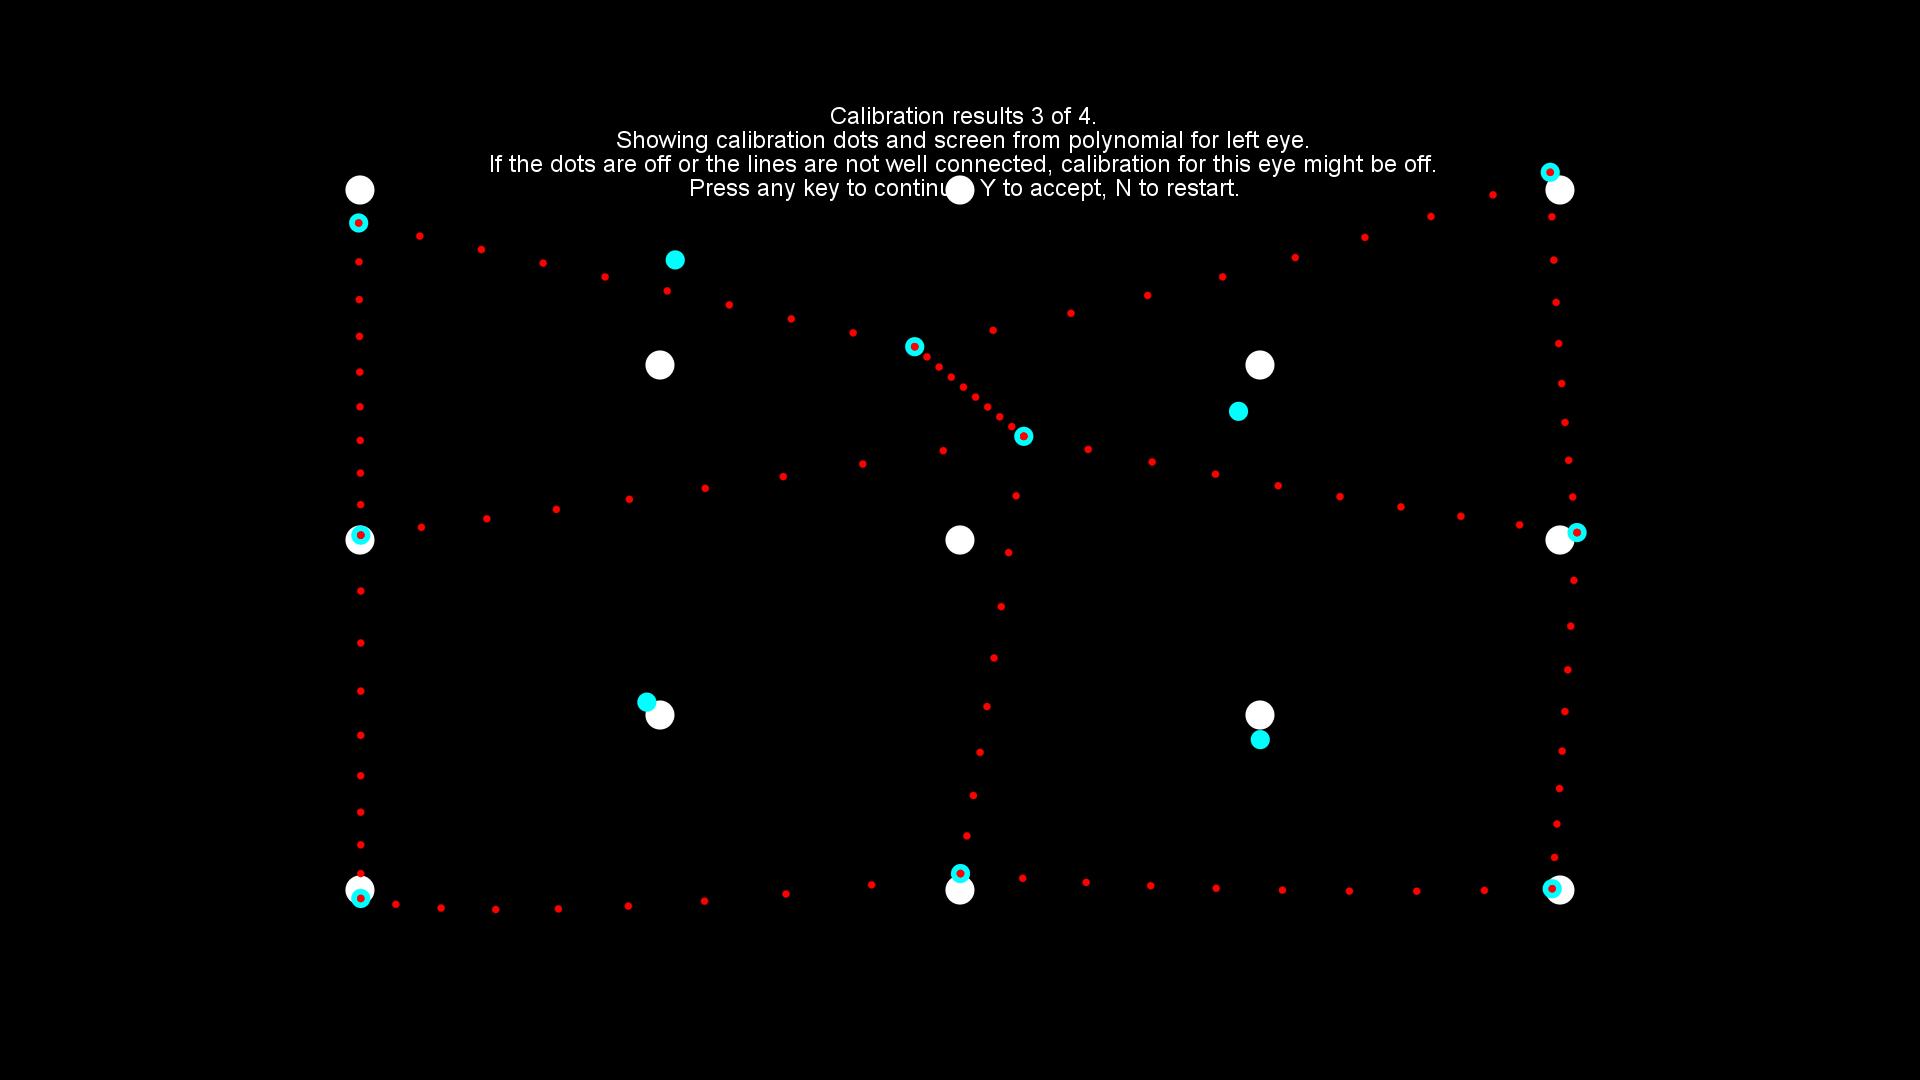 Calibration results 3 of 4.
Showing calibration dots and screen from polynomial for left eye.
If the dots are off or the lines are not well connected, calibration for this eye might be off.
Press any key to continue Y to accept, N to restart.